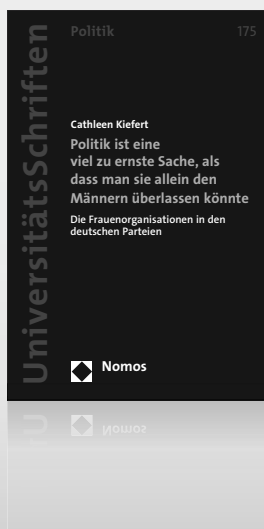 UniversitätsSchriften
Politik 175
Cathleen Kiefert
Politik ist eine
viel zu ernste Sache, als
dass man sie allein den
Männern überlassen könnte
Die Frauenorganisationen in den
deutschen Parteien
Nomos